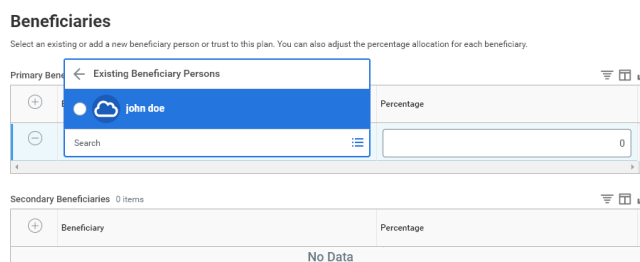 Beneficiaries
Select an existing or add a new beneficiary person or trust to this plan. You can also adjust the percentage allocation for each beneficiary.
Primary Bene
Existing Beneficiary Persons
john doe
Percentage
Search
0
Secondary Beneficiaries 0 items
Beneficiary
Percentage
No Data